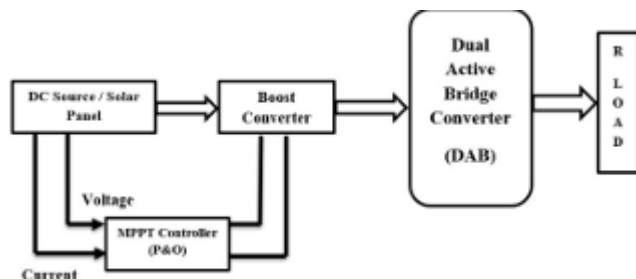 DC Source / Solar
Panel
Boost
Converter
Dual
Active
Bridge
Converter
(DAB)
R
L
O
A
D
Voltage
MPPT Controller
(P&O)
Current